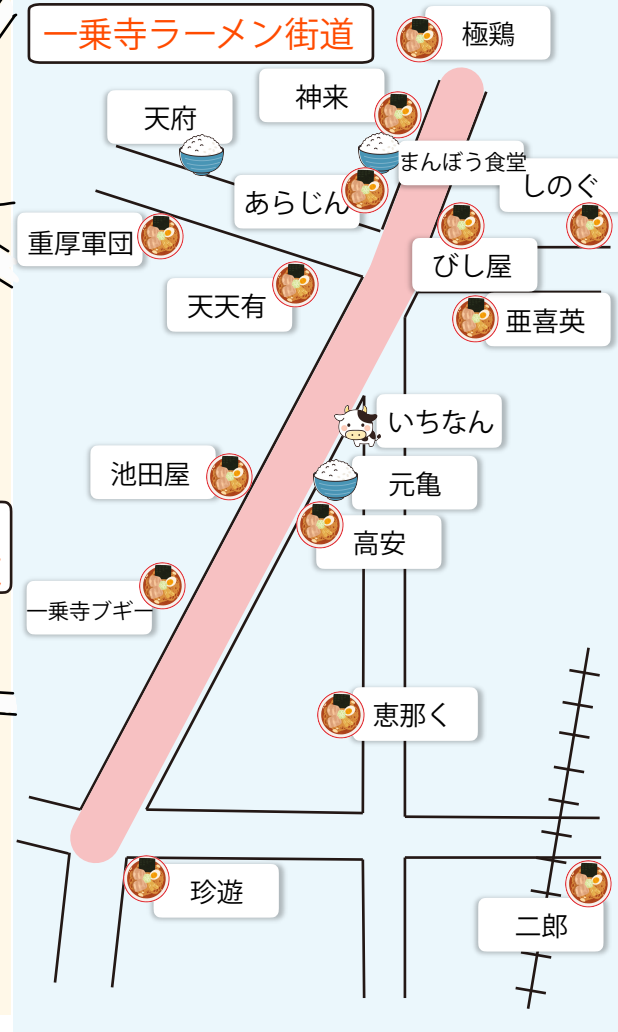 一乗寺ラーメン街道
極鶏
神来
天府
まんぼう食堂
しのぐ
あらじん
重厚軍団
びし屋
天天有
亜喜英
いちなん
池田屋
元亀
高安
一乗寺ブギー
恵那く
珍遊
二郎